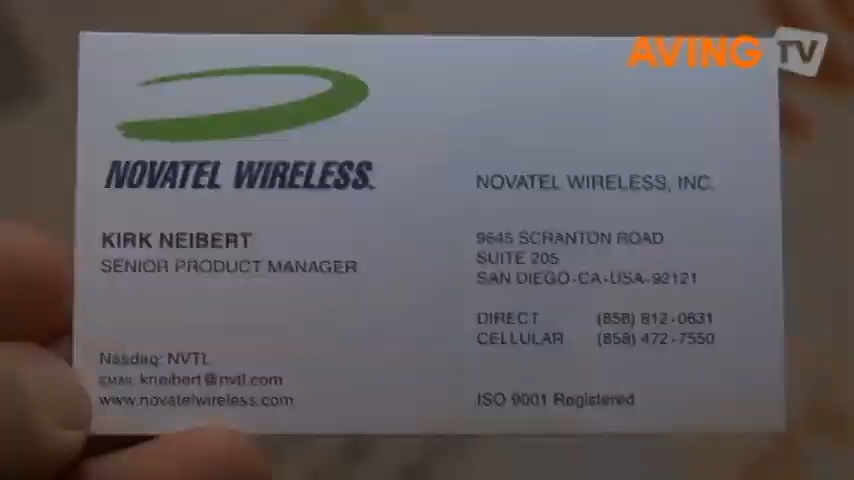 AVING TV
NOVATEL WIRELESS.
NOVATEL WIRELESS, INC.
KIRK NEIBERT
SENIOR PRODUCT MANAGER
9645 SCRANTON ROAD
SUITE 205
SAN DIEGO-CA-USA-92121
DIRECT (858) 812-0631
CELLULAR (858) 472-7550
Nasdaq: NVTL
EMAIL kneibert@nvtl.com
www.novatelwireless.com
ISO 9001 Registered